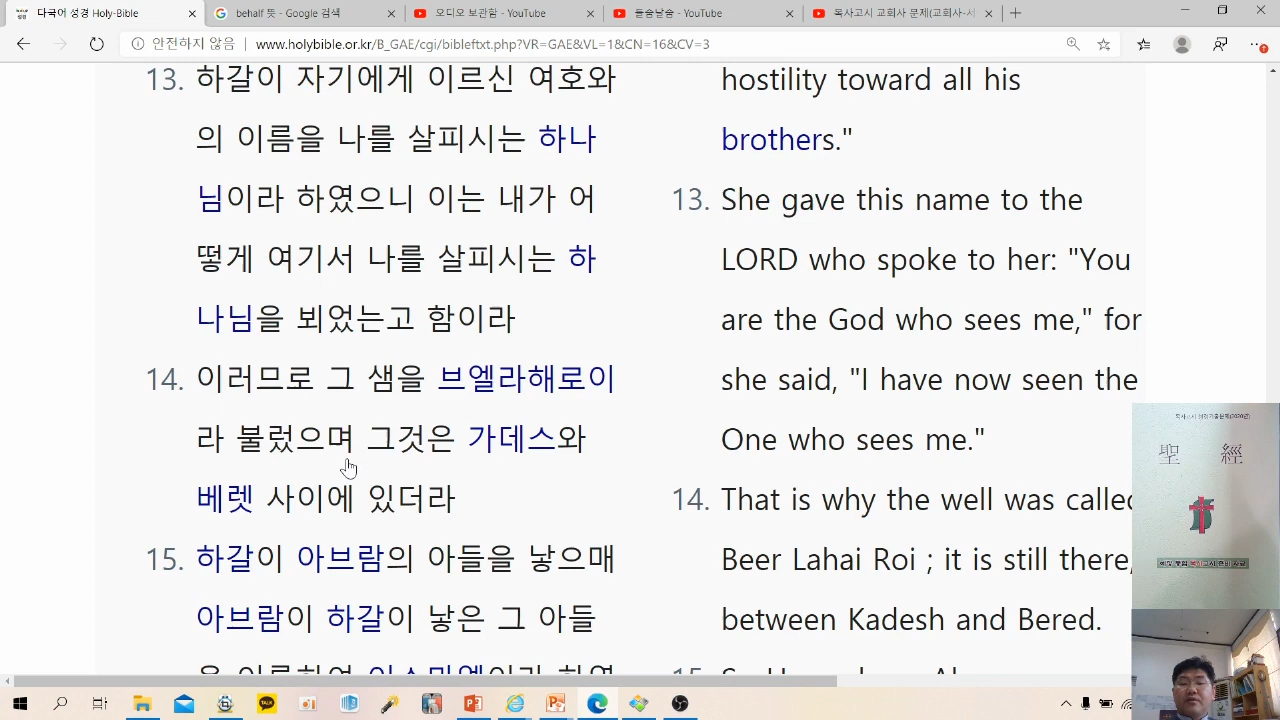 다국어 성경 Holy-Bible
behalf 뜻 - Google 검색
오디오 보관함 - YouTube
들숨날숨 - YouTube
목사고시 교회사 문제(교회사-서
안전하지 않음
www.holybible.or.kr/B_GAE/cgi/bibleftxt.php?VR=GAE&VL=1&CN=16&CV=3
13. 하갈이 자기에게 이르신 여호와
의 이름을 나를 살피시는 하나
님이라 하였으니 이는 내가 어
떻게 여기서 나를 살피시는 하
나님을 뵈었는고 함이라
14. 이러므로 그 샘을 브엘라해로이
라 불렀으며 그것은 가데스와
베렛 사이에 있더라
15. 하갈이 아브람의 아들을 낳으매
아브람이 하갈이 낳은 그 아들
hostility toward all his
brothers."
13. She gave this name to the
LORD who spoke to her: "You
are the God who sees me," for
she said, "I have now seen the
One who sees me."
14. That is why the well was called
Beer Lahai Roi ; it is still there,
between Kadesh and Bered.
聖 經
TALK